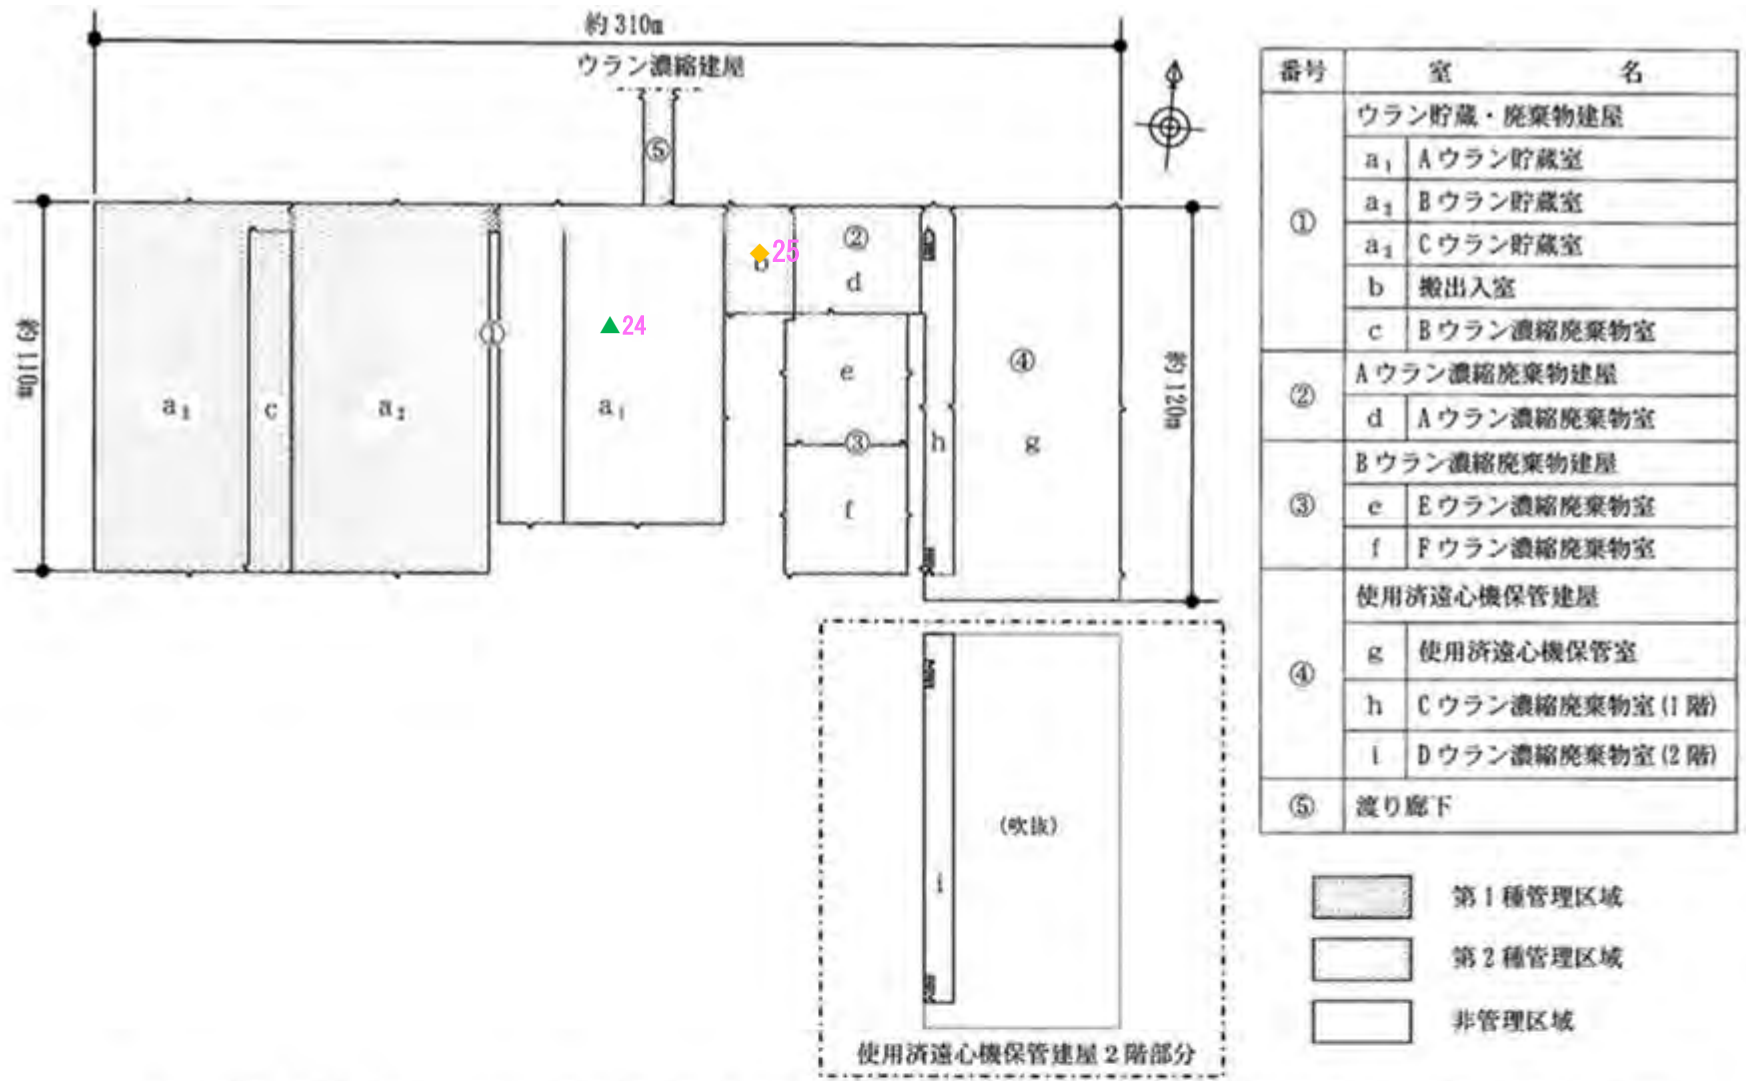 約310m
ウラン濃縮建屋
⑤
約110m
約120m
a₃
c
a₂
①
▲24
a₁
◆25
b
②
d
e
③
f
h
④
g
(吹抜)
i
使用済遠心機保管建屋2階部分
番号 室 名
① ウラン貯蔵・廃棄物建屋
a₁ Aウラン貯蔵室
a₂ Bウラン貯蔵室
a₃ Cウラン貯蔵室
b 搬出入室
c Bウラン濃縮廃棄物室
② Aウラン濃縮廃棄物建屋
d Aウラン濃縮廃棄物室
③ Bウラン濃縮廃棄物建屋
e Eウラン濃縮廃棄物室
f Fウラン濃縮廃棄物室
④ 使用済遠心機保管建屋
g 使用済遠心機保管室
h Cウラン濃縮廃棄物室(1階)
i Dウラン濃縮廃棄物室(2階)
⑤ 渡り廊下
第1種管理区域
第2種管理区域
非管理区域